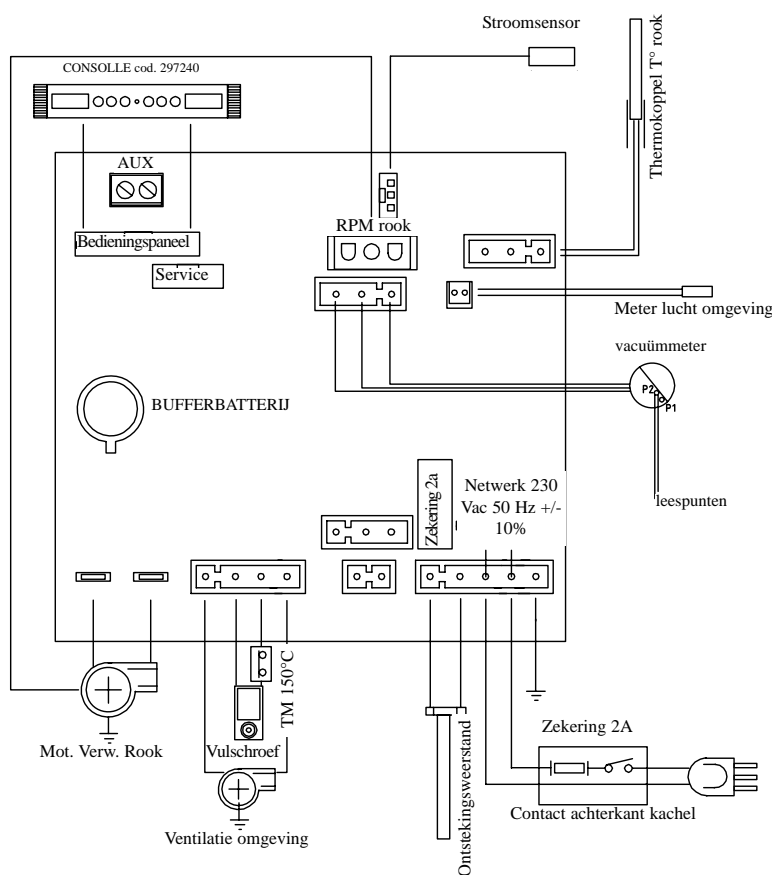 Stroomsensor
CONSOLLE cod. 297240
Thermokoppel T° rook
AUX
RPM rook
Bedieningspaneel
Service
Meter lucht omgeving
vacuümmeter
P2
P1
BUFFERBATTERIJ
leespunten
Zekering 2a
Netwerk 230
Vac 50 Hz +/-
10%
TM 150°C
Mot. Verw. Rook
Vulschroef
Ventilatie omgeving
Ontstekingsweerstand
Zekering 2A
Contact achterkant kachel